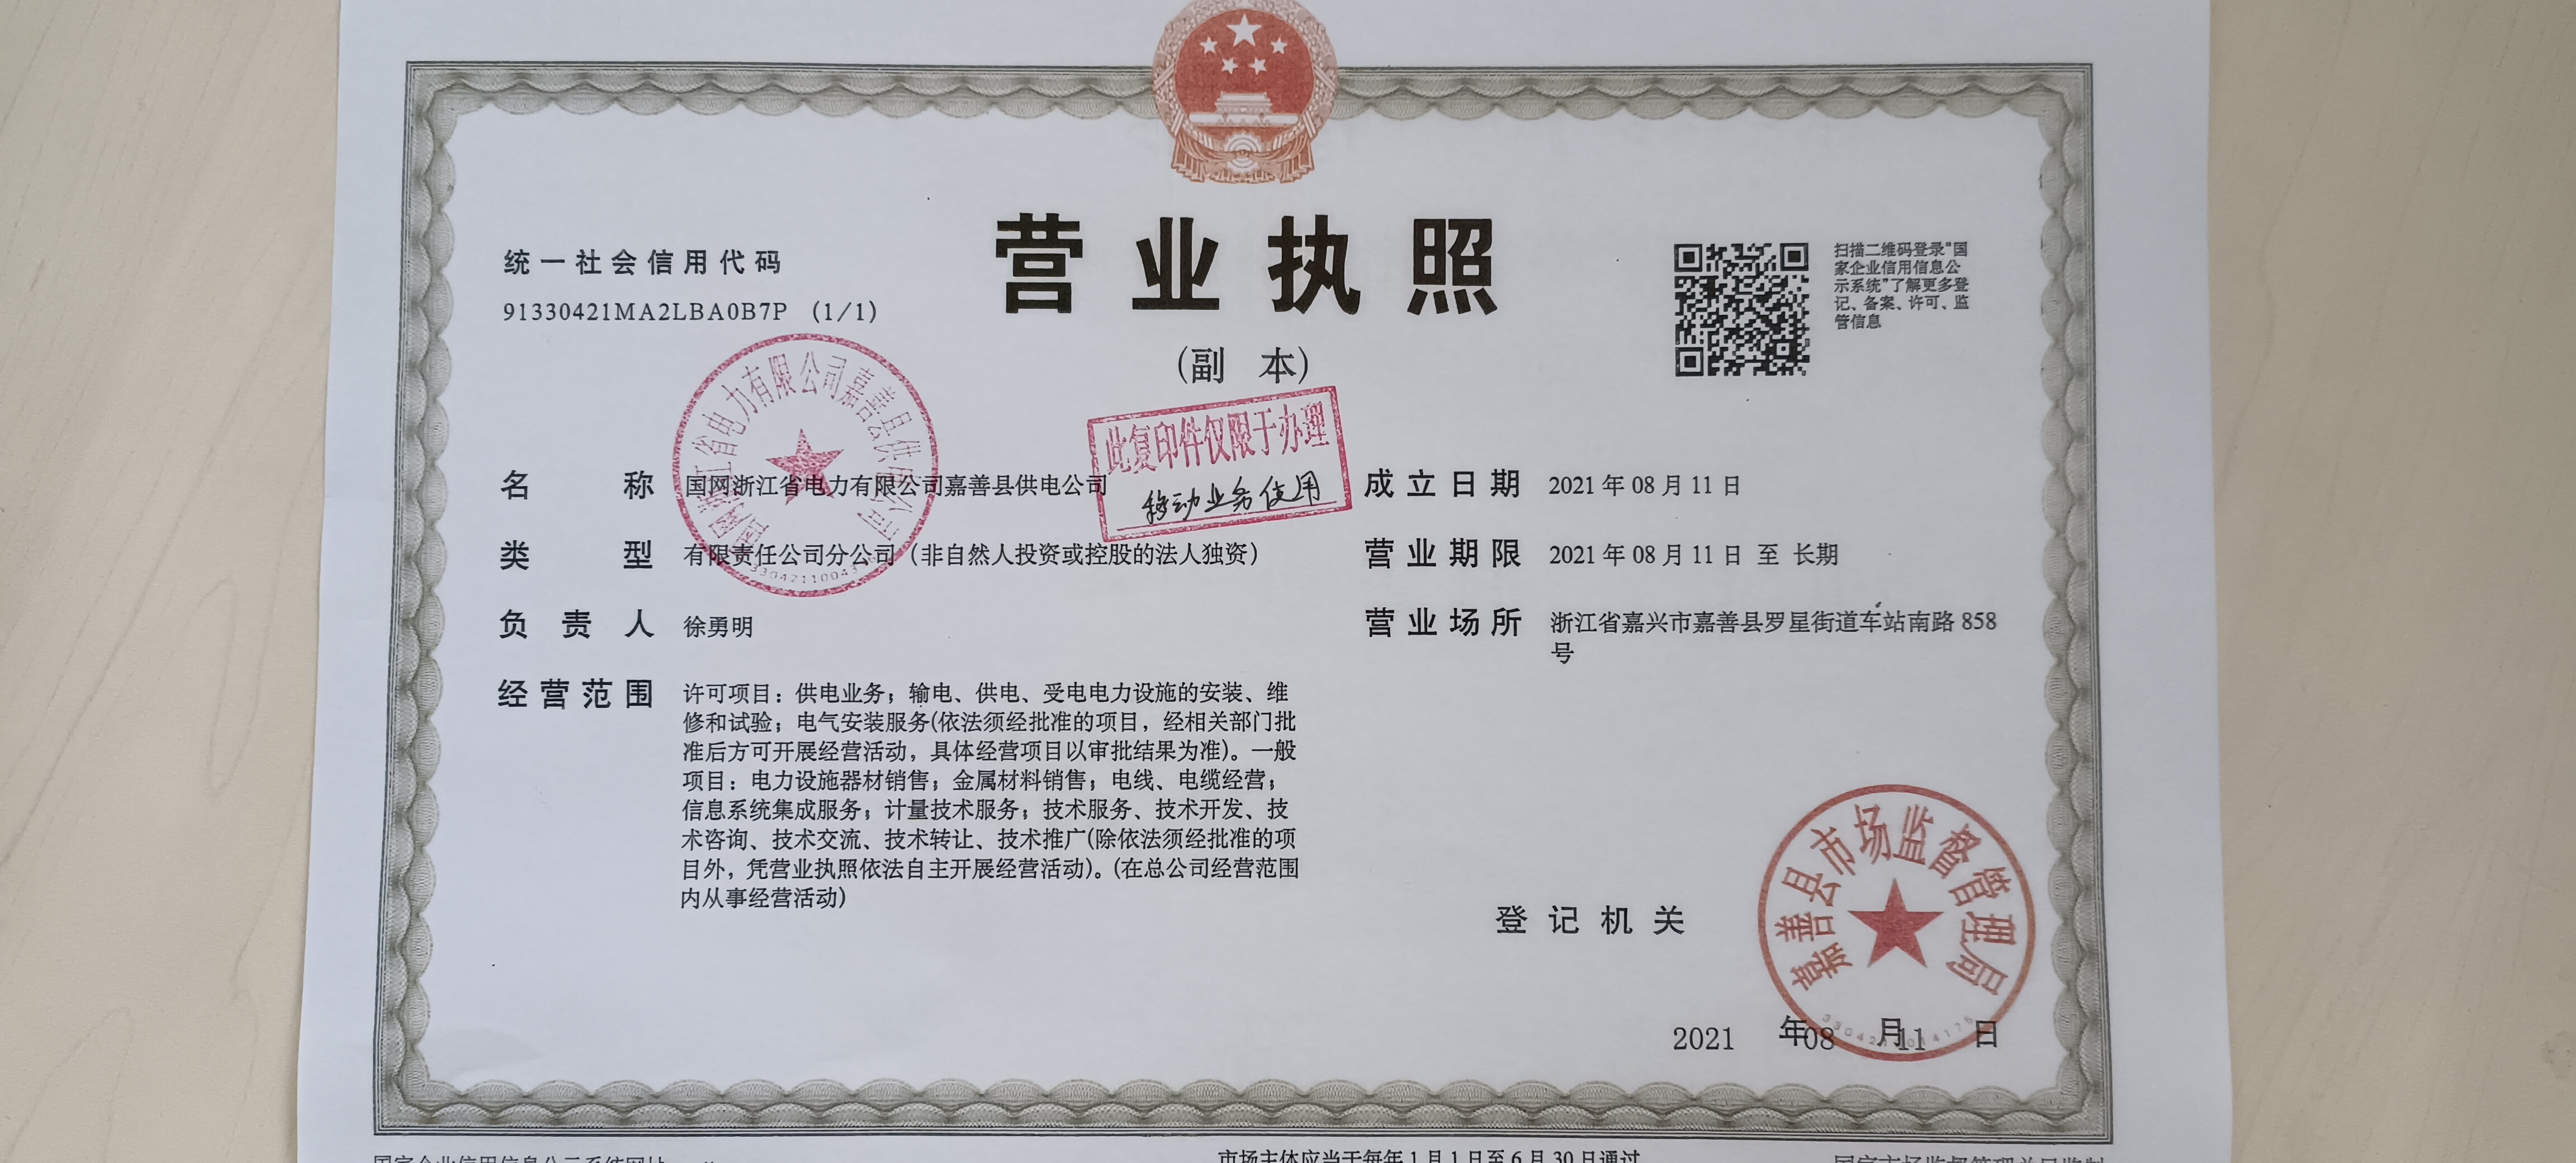 营业执照
(副 本)
统一社会信用代码
91330421MA2LBA0B7P (1/1)
扫描二维码登录“国
家企业信用信息公
示系统”了解更多登
记、备案、许可、监
管信息
国网浙江省电力有限公司嘉善县供电公司
此复印件仅限于办理
移动业务使用
名称 国网浙江省电力有限公司嘉善县供电公司
类型 有限责任公司分公司（非自然人投资或控股的法人独资）
负责人 徐勇明
经营范围 许可项目：供电业务；输电、供电、受电电力设施的安装、维
修和试验；电气安装服务(依法须经批准的项目，经相关部门批
准后方可开展经营活动，具体经营项目以审批结果为准)。一般
项目：电力设施器材销售；金属材料销售；电线、电缆经营；
信息系统集成服务；计量技术服务；技术服务、技术开发、技
术咨询、技术交流、技术转让、技术推广(除依法须经批准的项
目外，凭营业执照依法自主开展经营活动)。(在总公司经营范围
内从事经营活动)
成立日期 2021 年 08 月 11 日
营业期限 2021 年 08 月 11 日 至 长期
营业场所 浙江省嘉兴市嘉善县罗星街道车站南路 858
号
登记机关
嘉善县市场监督管理局
2021 年 08 月 11 日
国家企业信用信息公示系统网址
市场主体应当于每年 1 月 1 日至 6 月 30 日通过
国家市场监督管理总局监制